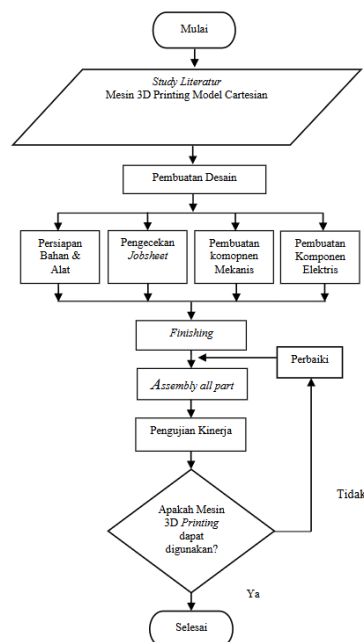 Mulai
Study Literatur
Mesin 3D Printing Model Cartesian
Pembuatan Desain
Persiapan
Bahan &
Alat
Pengecekan
Jobsheet
Pembuatan
komopnen
Mekanis
Pembuatan
Komponen
Elektris
Finishing
Perbaiki
Assembly all part
Pengujian Kinerja
Apakah Mesin
3D Printing
dapat
digunakan?
Tidak
Ya
Selesai